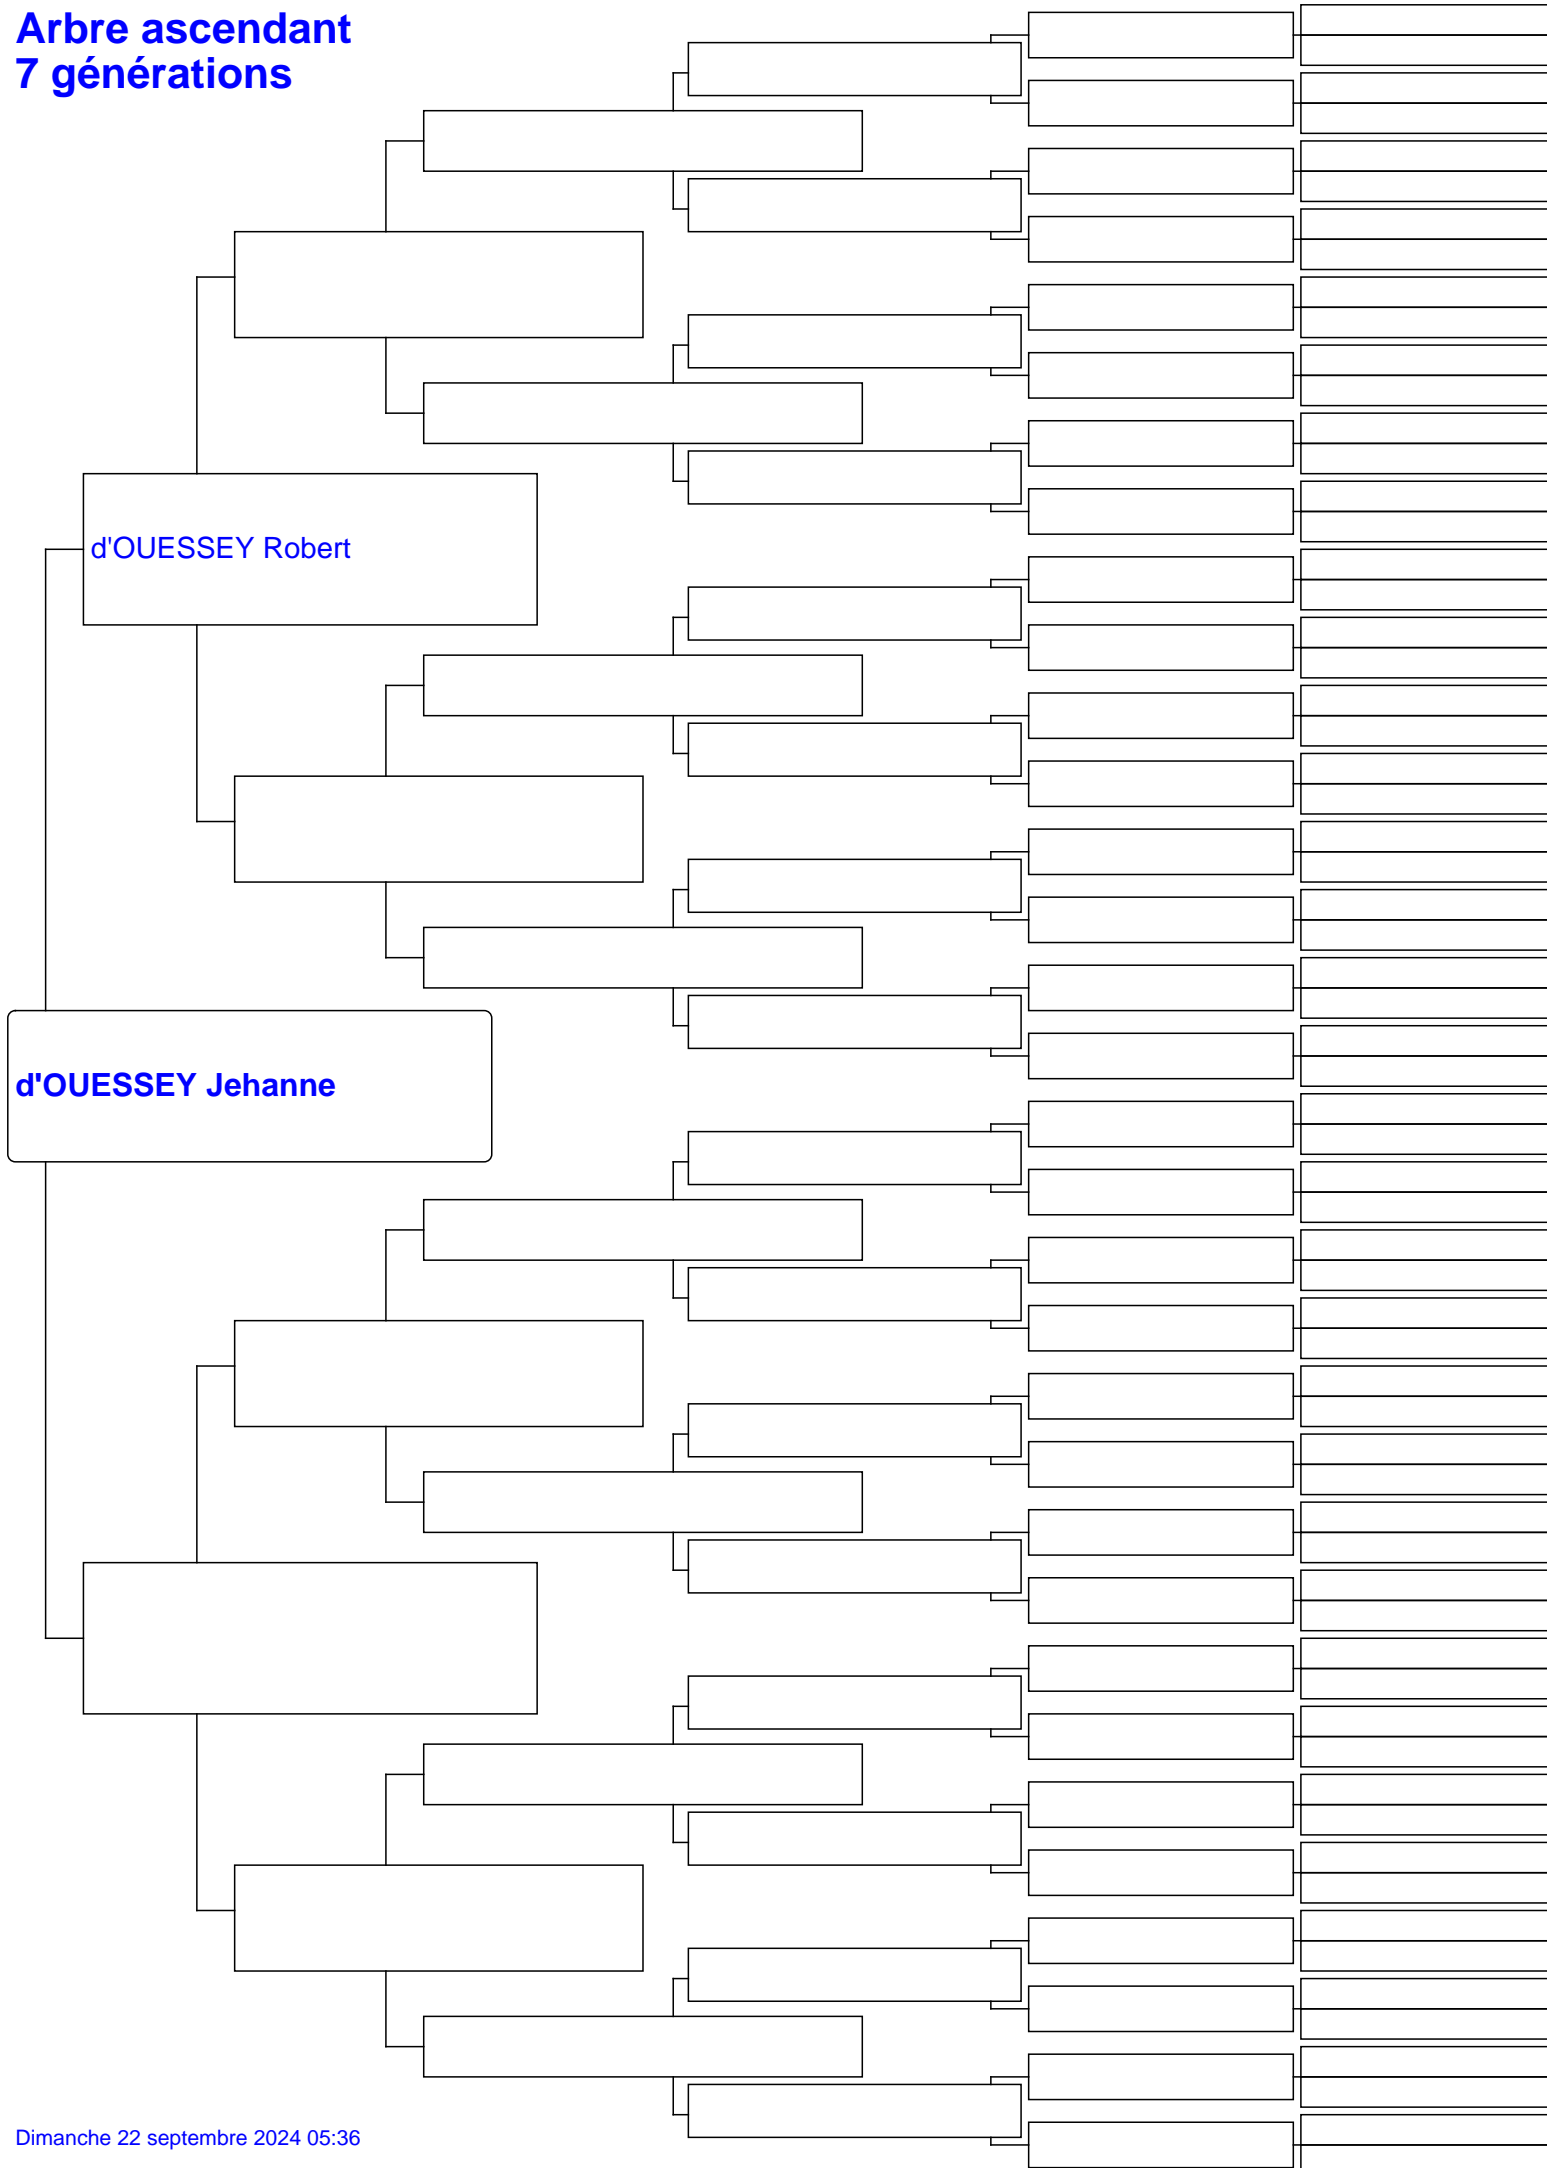 Arbre ascendant
7 générations
d'OUESSEY Robert
d'OUESSEY Jehanne
Dimanche 22 septembre 2024 05:36